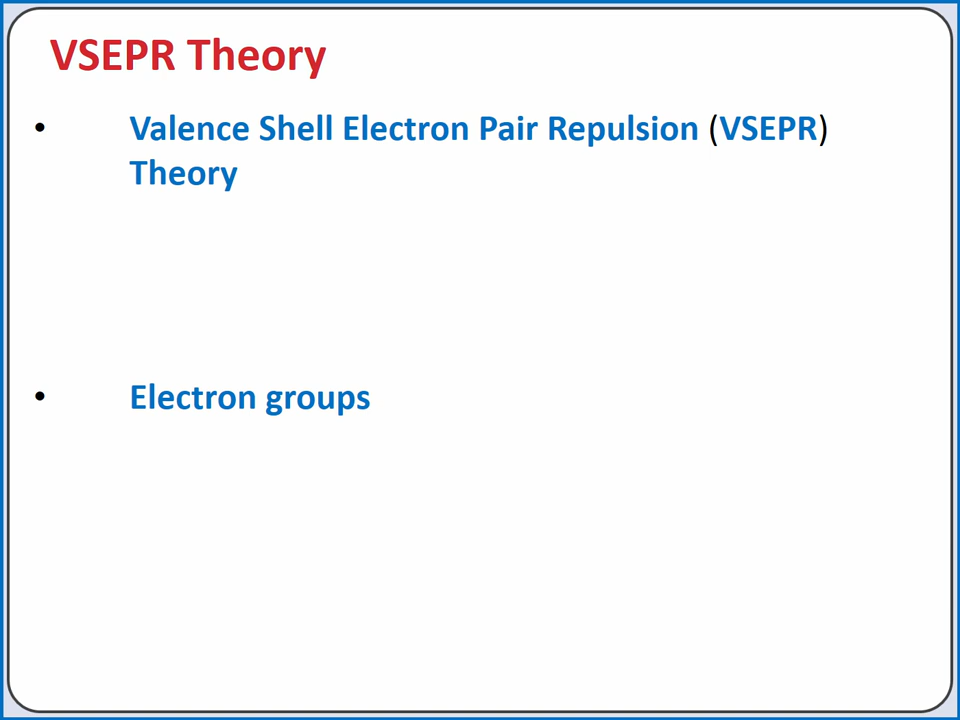 VSEPR Theory
• Valence Shell Electron Pair Repulsion (VSEPR)
Theory
• Electron groups